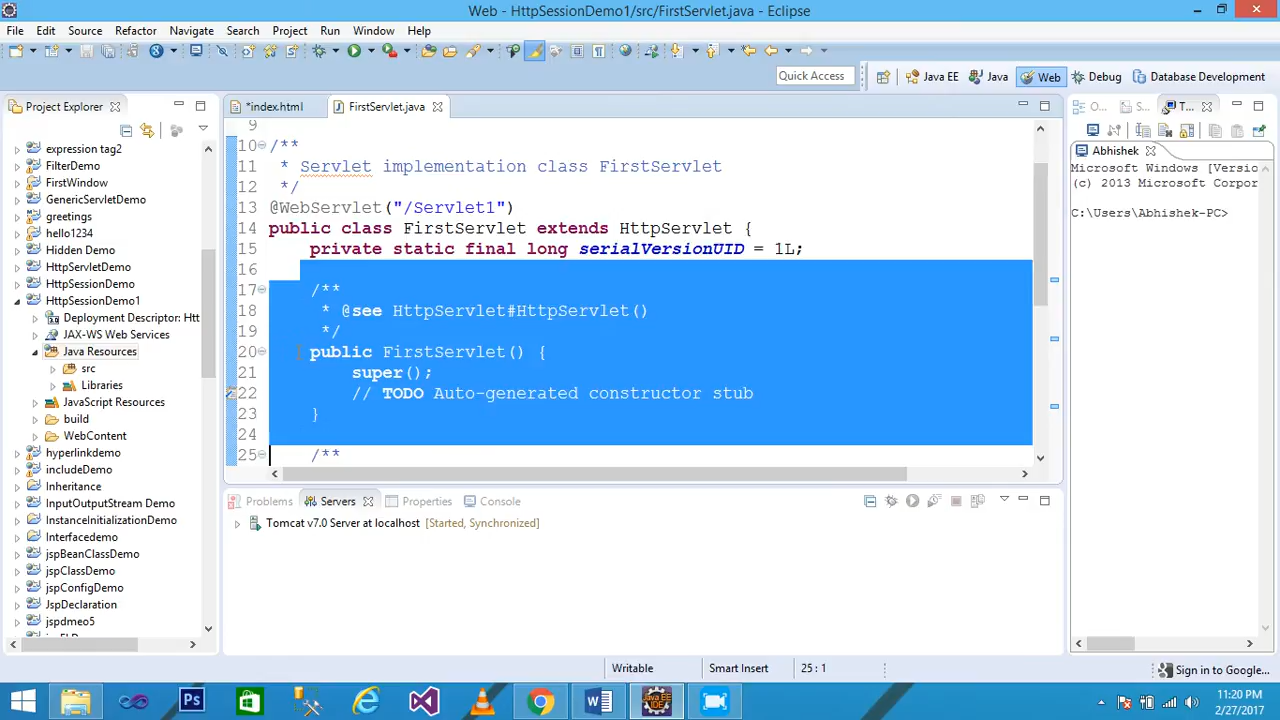 Web - HttpSessionDemo1/src/FirstServlet.java - Eclipse
File Edit Source Refactor Navigate Search Project Run Window Help
Quick Access
Java EE
Java
Web
Debug
Database Development
Project Explorer
*index.html
FirstServlet.java
O...
S...
T...
expression tag2
FilterDemo
FirstWindow
GenericServletDemo
greetings
hello1234
Hidden Demo
HttpServletDemo
HttpSessionDemo
HttpSessionDemo1
Deployment Descriptor: Htt
JAX-WS Web Services
Java Resources
src
Libraries
JavaScript Resources
build
WebContent
hyperlinkdemo
includeDemo
Inheritance
InputOutputStream Demo
InstanceInitializationDemo
Interfacedemo
jspBeanClassDemo
jspClassDemo
jspConfigDemo
JspDeclaration
jspdmeo5
9
10 /**
11 * Servlet implementation class FirstServlet
12 */
13 @WebServlet("/Servlet1")
14 public class FirstServlet extends HttpServlet {
15 private static final long serialVersionUID = 1L;
16
17 /**
18 * @see HttpServlet#HttpServlet()
19 */
20 public FirstServlet() {
21 super();
22 // TODO Auto-generated constructor stub
23 }
24
25 /**
Abhishek
Microsoft Windows [Versio
(c) 2013 Microsoft Corpor
C:\Users\Abhishek-PC>
Problems
Servers
Properties
Console
Tomcat v7.0 Server at localhost [Started, Synchronized]
Writable
Smart Insert
25 : 1
Sign in to Google...
Ps
Java EE
IDE
11:20 PM
2/27/2017